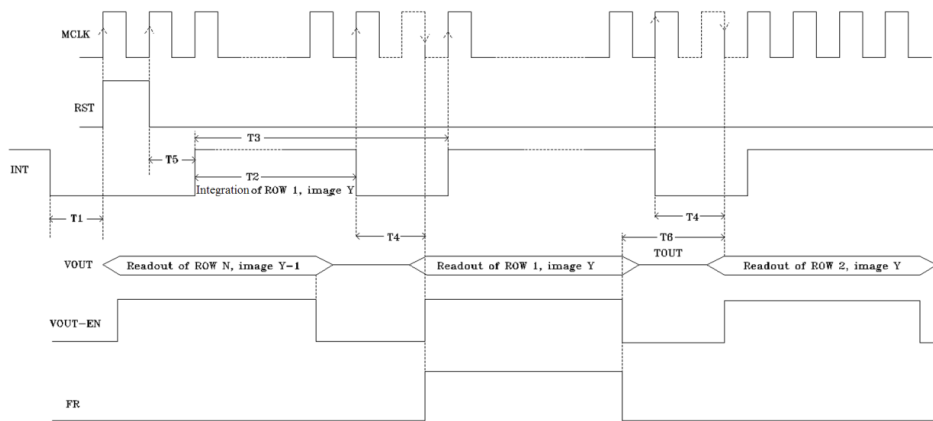 MCLK
RST
T3
T5
T2
INT
Integration of ROW 1, image Y
T1
T4
T4
T6
TOUT
VOUT
Readout of ROW N, image Y-1
Readout of ROW 1, image Y
Readout of ROW 2, image Y
VOUT-EN
FR